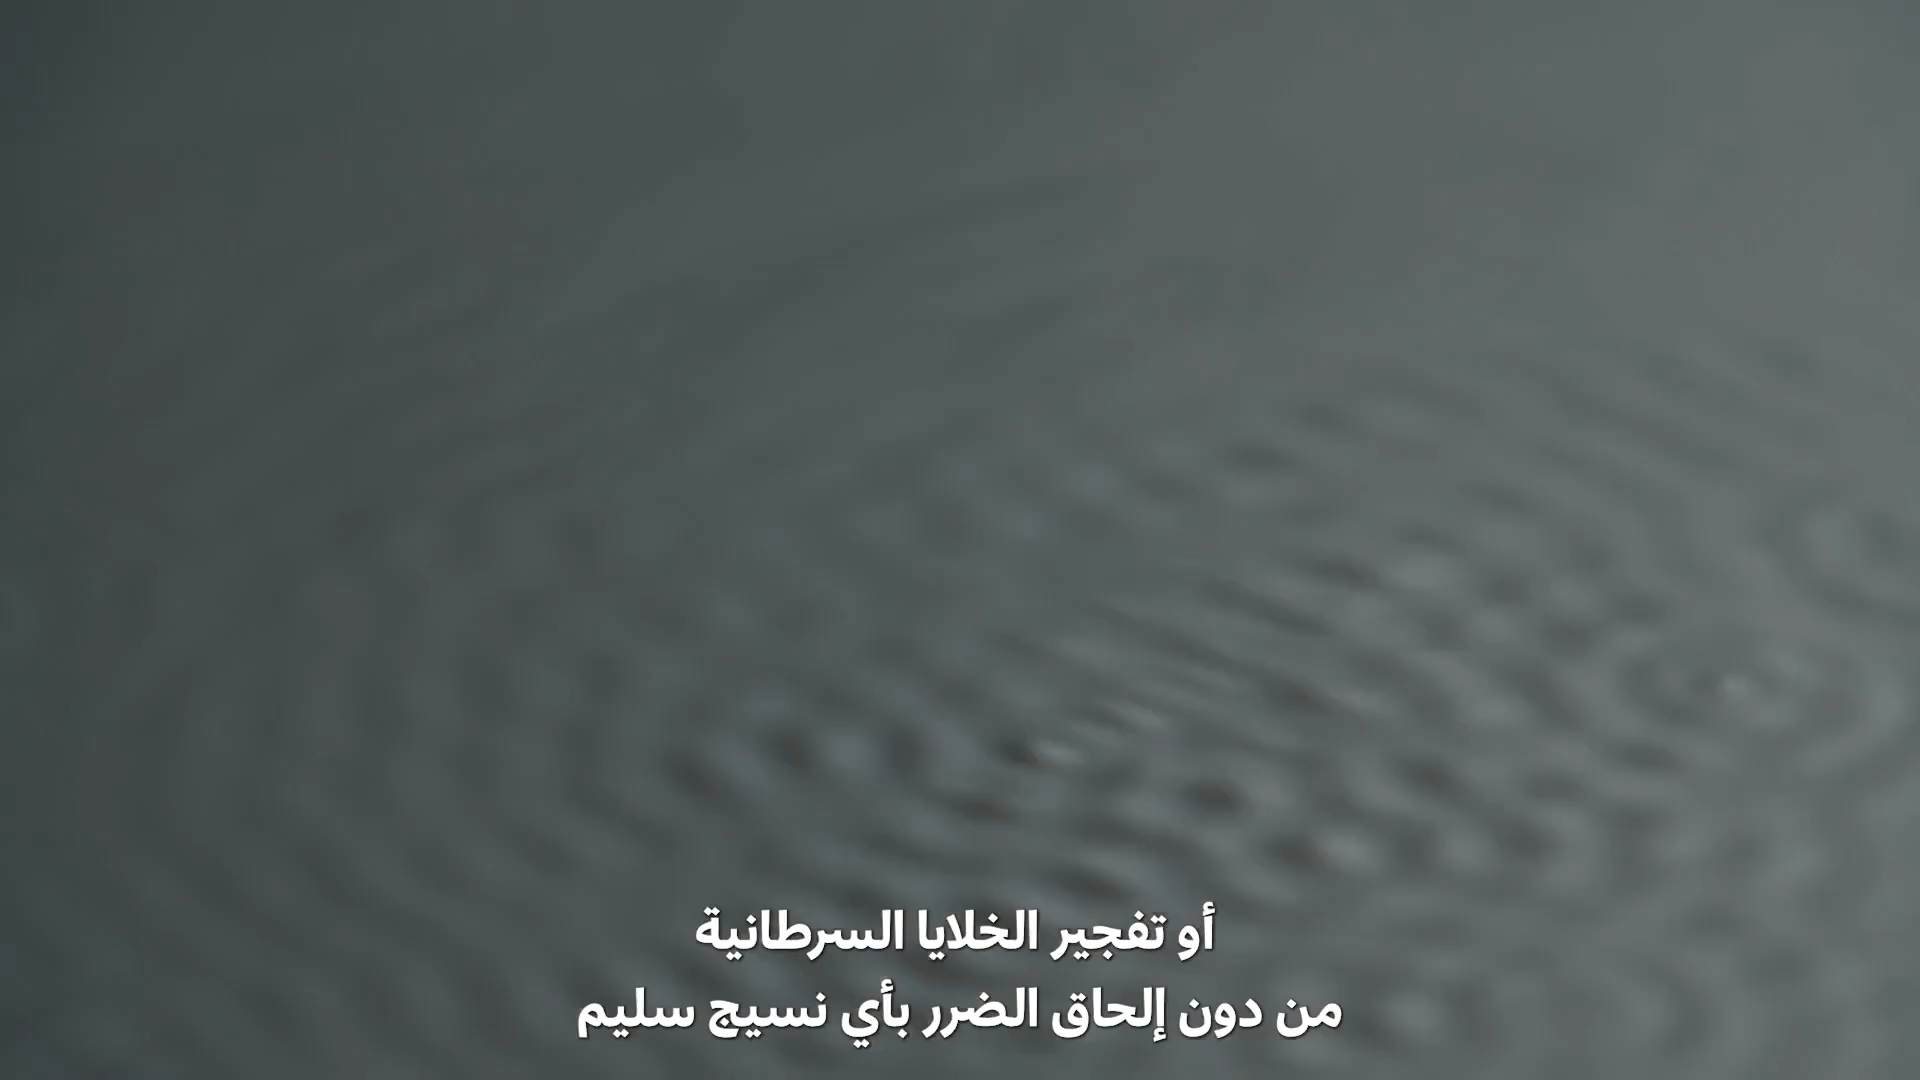 أو تفجير الخلايا السرطانية
من دون إلحاق الضرر بأي نسيج سليم